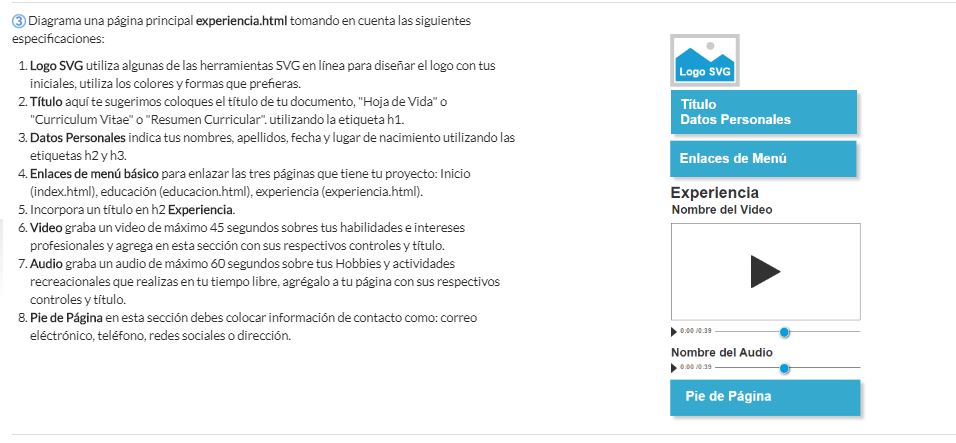 3 Diagrama una página principal experiencia.html tomando en cuenta las siguientes
especificaciones:
1. Logo SVG utiliza algunas de las herramientas SVG en línea para diseñar el logo con tus
iniciales, utiliza los colores y formas que prefieras.
2. Título aquí te sugerimos coloques el título de tu documento, "Hoja de Vida" o
"Curriculum Vitae" o "Resumen Curricular". utilizando la etiqueta h1.
3. Datos Personales indica tus nombres, apellidos, fecha y lugar de nacimiento utilizando las
etiquetas h2 y h3.
4. Enlaces de menú básico para enlazar las tres páginas que tiene tu proyecto: Inicio
(index.html), educación (educacion.html), experiencia (experiencia.html).
5. Incorpora un título en h2 Experiencia.
6. Video graba un video de máximo 45 segundos sobres tus habilidades e intereses
profesionales y agrega en esta sección con sus respectivos controles y título.
7. Audio graba un audio de máximo 60 segundos sobre tus Hobbies y actividades
recreacionales que realizas en tu tiempo libre, agrégalo a tu página con sus respectivos
controles y título.
8. Pie de Página en esta sección debes colocar información de contacto como: correo
eléctrónico, teléfono, redes sociales o dirección.
Logo SVG
Título
Datos Personales
Enlaces de Menú
Experiencia
Nombre del Video
0:00 /0:39
Nombre del Audio
0:00 /0:39
Pie de Página